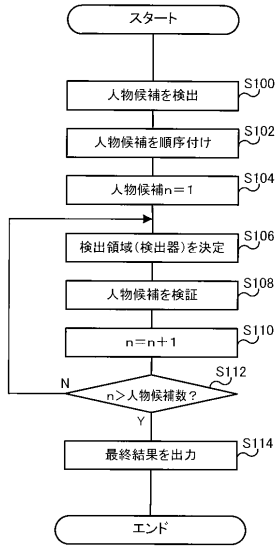 スタート
S100
人物候補を検出
S102
人物候補を順序付け
S104
人物候補n=1
S106
検出領域(検出器)を決定
S108
人物候補を検証
S110
n=n+1
S112
N
n>人物候補数?
Y
S114
最終結果を出力
エンド